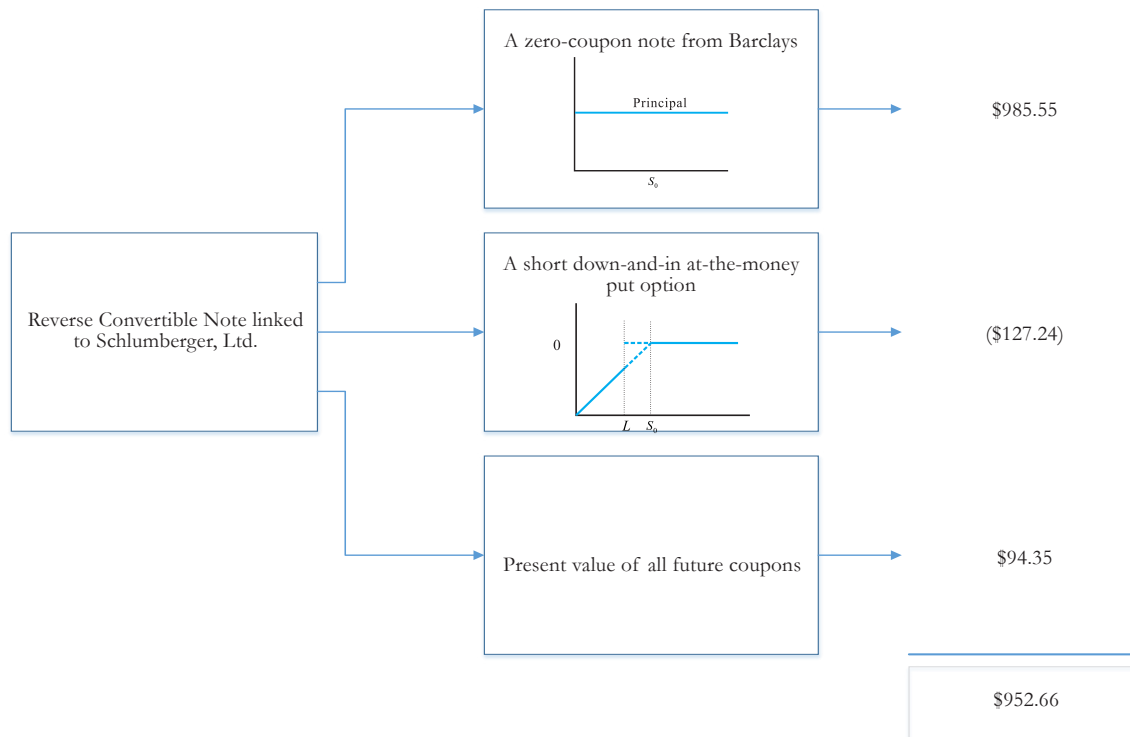 A zero-coupon note from Barclays
Principal
S₀
$985.55
Reverse Convertible Note linked
to Schlumberger, Ltd.
A short down-and-in at-the-money
put option
0
L S₀
($127.24)
Present value of all future coupons
$94.35
$952.66